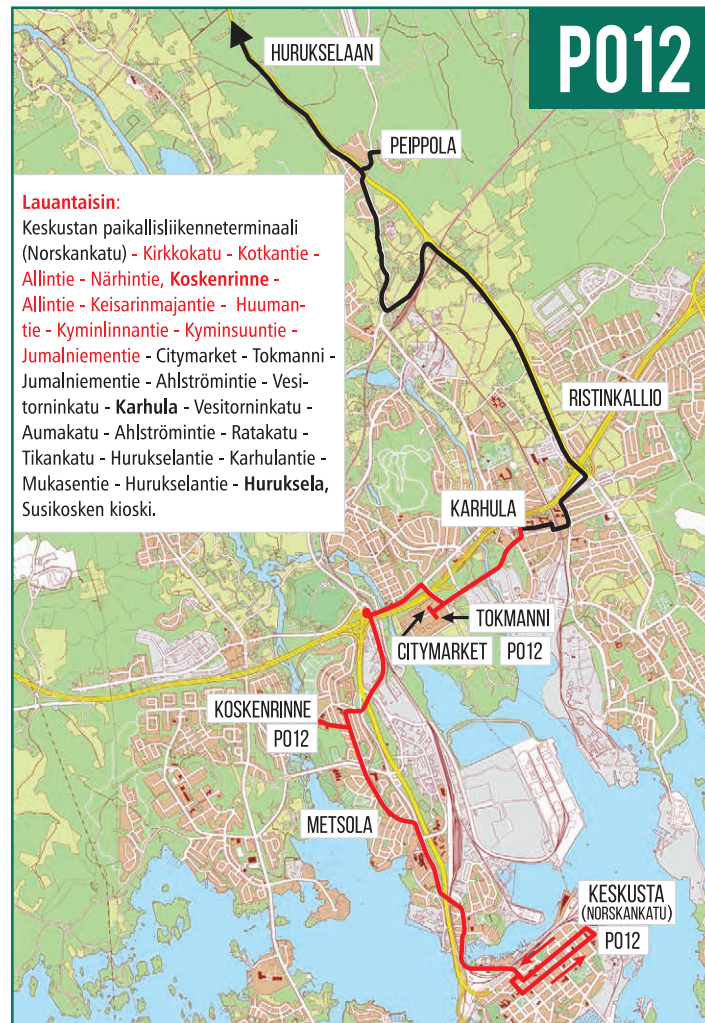 P012
HURUKSELAAN
PEIPPOLA
Lauantaisin:
Keskustan paikallisliikenneterminaali
(Norskankatu) - Kirkkokatu - Kotkantie -
Allintie - Närhintie, Koskenrinne -
Allintie - Keisarinmajantie - Huuman-
tie - Kyminlinnantie - Kyminsuuntie -
Jumalniementie - Citymarket - Tokmanni -
Jumalniementie - Ahlströmintie - Vesi-
torninkatu - Karhula - Vesitorninkatu -
Aumakatu - Ahlströmintie - Ratakatu -
Tikankatu - Hurukselantie - Karhulantie -
Mukasentie - Hurukselantie - Huruksela,
Susikosken kioski.
RISTINKALLIO
KARHULA
TOKMANNI
CITYMARKET P012
KOSKENRINNE
P012
METSOLA
KESKUSTA
(NORSKANKATU)
P012